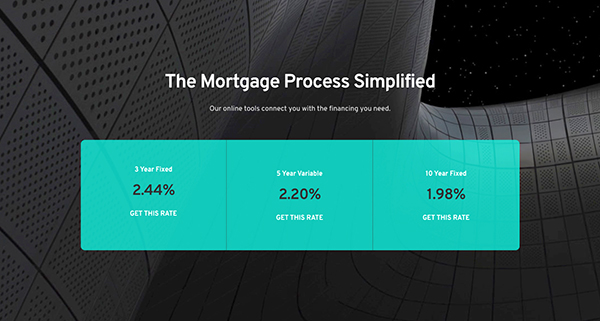 The Mortgage Process Simplified
Our online tools connect you with the financing you need.
3 Year Fixed
2.44%
GET THIS RATE
5 Year Variable
2.20%
GET THIS RATE
10 Year Fixed
1.98%
GET THIS RATE